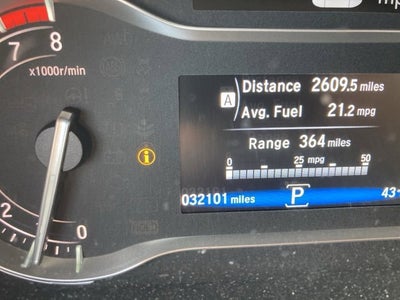 7 8
x1000r/min
A
Distance 2609.5 miles
Avg. Fuel 21.2 mpg
Range 364 miles
0 25 mpg 50
032101 miles P 43
2
0